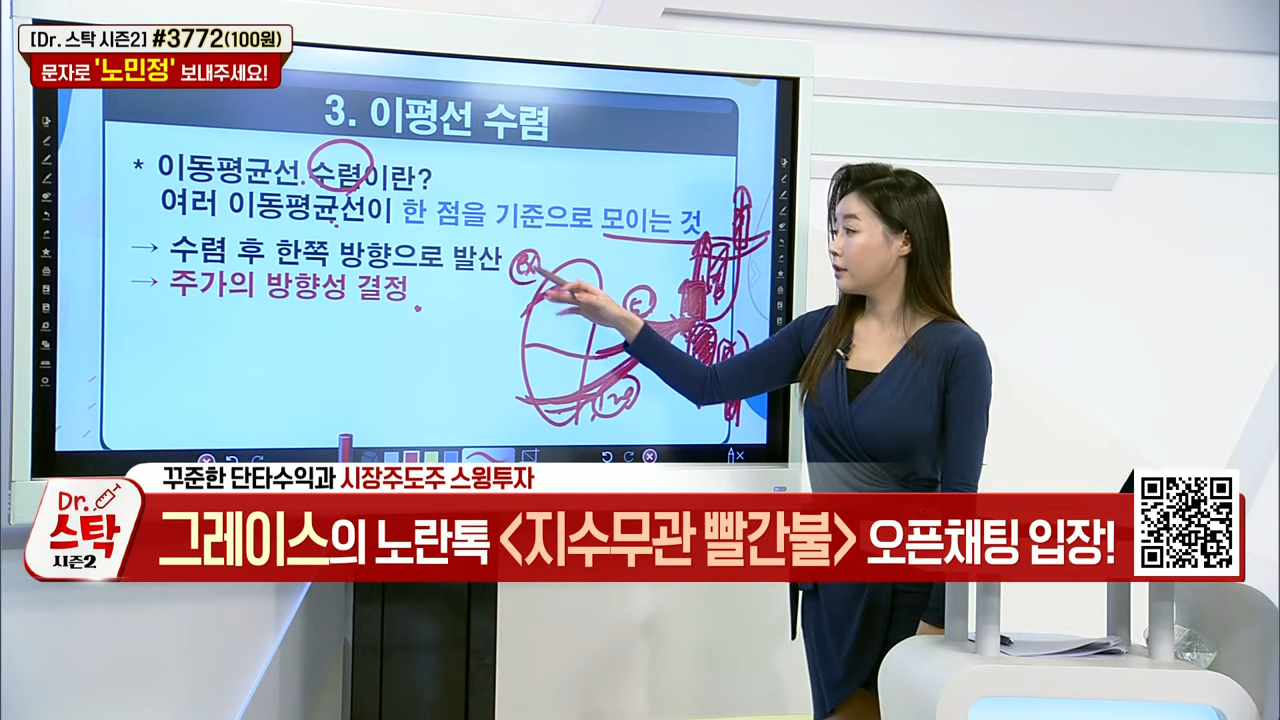 [Dr. 스탁 시즌2] #3772(100원)
문자로 '노민정' 보내주세요!
3. 이평선 수렴
* 이동평균선 수렴이란?
여러 이동평균선이 한 점을 기준으로 모이는 것
→ 수렴 후 한쪽 방향으로 발산
→ 주가의 방향성 결정
5
120
꾸준한 단타수익과 시장주도주 스윙투자
Dr.
스탁
시즌2
그레이스의 노란톡 <지수무관 빨간불> 오픈채팅 입장!